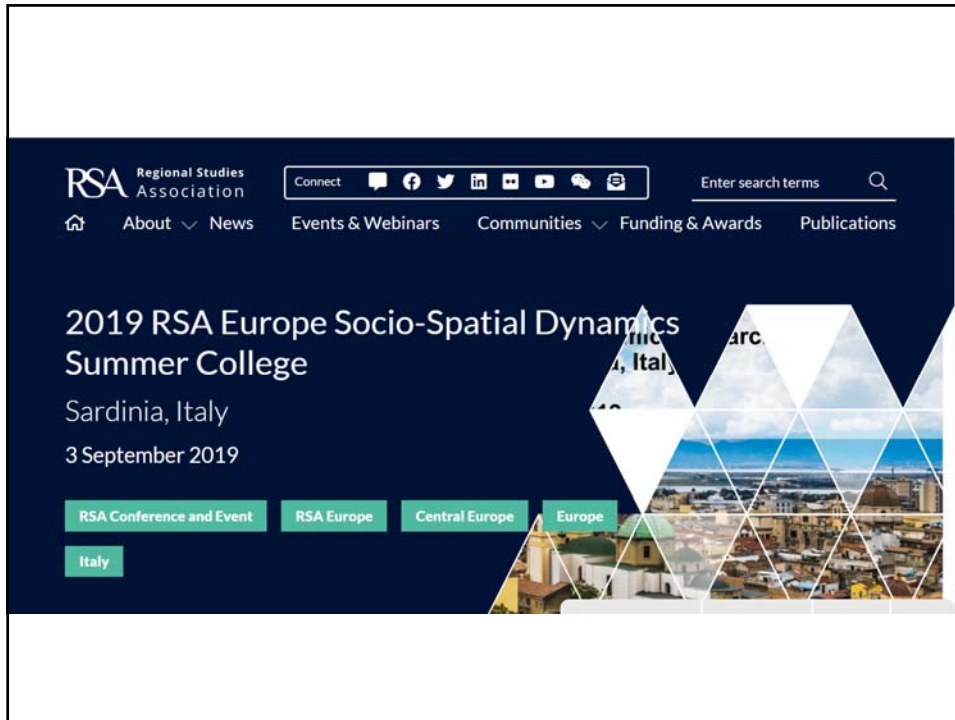 RSA Regional Studies
Association
Connect
Enter search terms
About News Events & Webinars Communities Funding & Awards Publications
2019 RSA Europe Socio-Spatial Dynamics
Summer College
Sardinia, Italy
3 September 2019
RSA Conference and Event RSA Europe Central Europe Europe
Italy